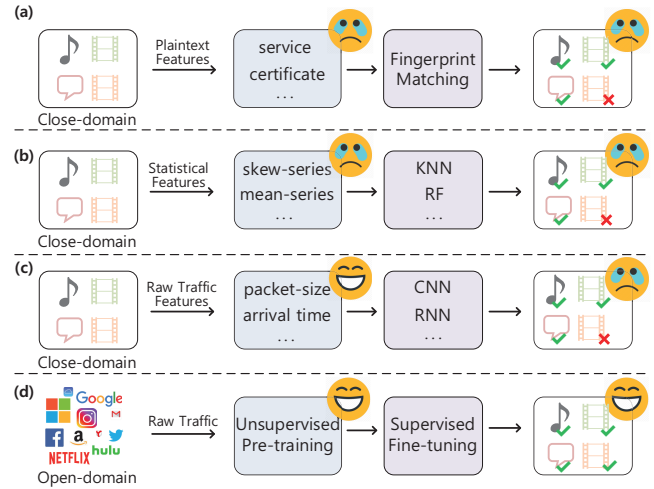 (a)
Plaintext
Features
service
certificate
...
Fingerprint
Matching
Close-domain
(b)
Statistical
Features
skew-series
mean-series
...
KNN
RF
...
Close-domain
(c)
Raw Traffic
Features
packet-size
arrival time
...
CNN
RNN
...
Close-domain
(d)
Google
M
f
a
hulu
NETFLIX
Open-domain
Raw Traffic
Unsupervised
Pre-training
Supervised
Fine-tuning